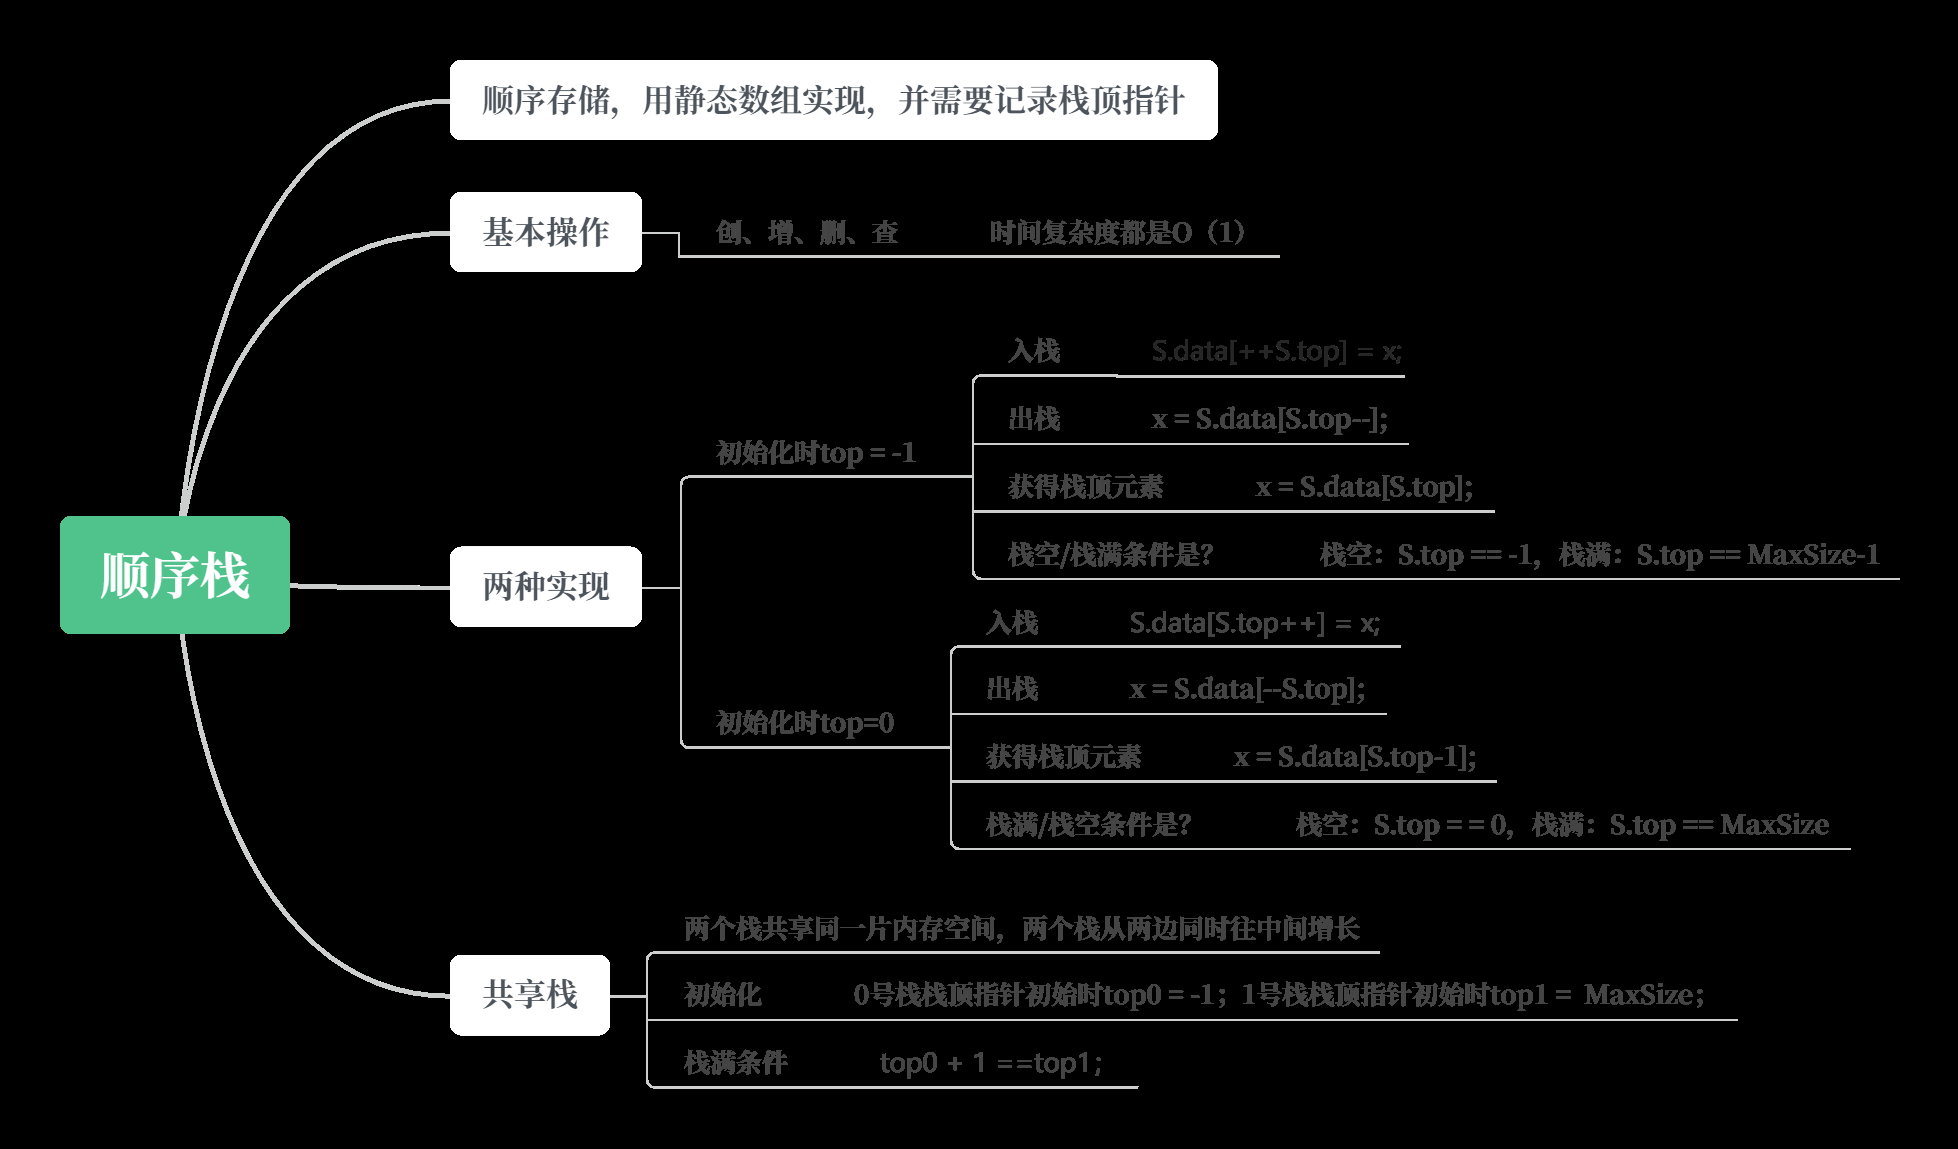 顺序存储，用静态数组实现，并需要记录栈顶指针
基本操作
创、增、删、查 时间复杂度都是O（1）
入栈 S.data[++S.top] = x;
出栈 x = S.data[S.top--];
初始化时top = -1
获得栈顶元素 x = S.data[S.top];
栈空/栈满条件是？ 栈空：S.top == -1，栈满：S.top == MaxSize-1
顺序栈
两种实现
入栈 S.data[S.top++] = x;
出栈 x = S.data[--S.top];
初始化时top=0
获得栈顶元素 x = S.data[S.top-1];
栈满/栈空条件是？ 栈空：S.top = = 0，栈满：S.top == MaxSize
共享栈
两个栈共享同一片内存空间，两个栈从两边同时往中间增长
初始化 0号栈栈顶指针初始时top0 = -1；1号栈栈顶指针初始时top1 = MaxSize；
栈满条件 top0 + 1 ==top1；